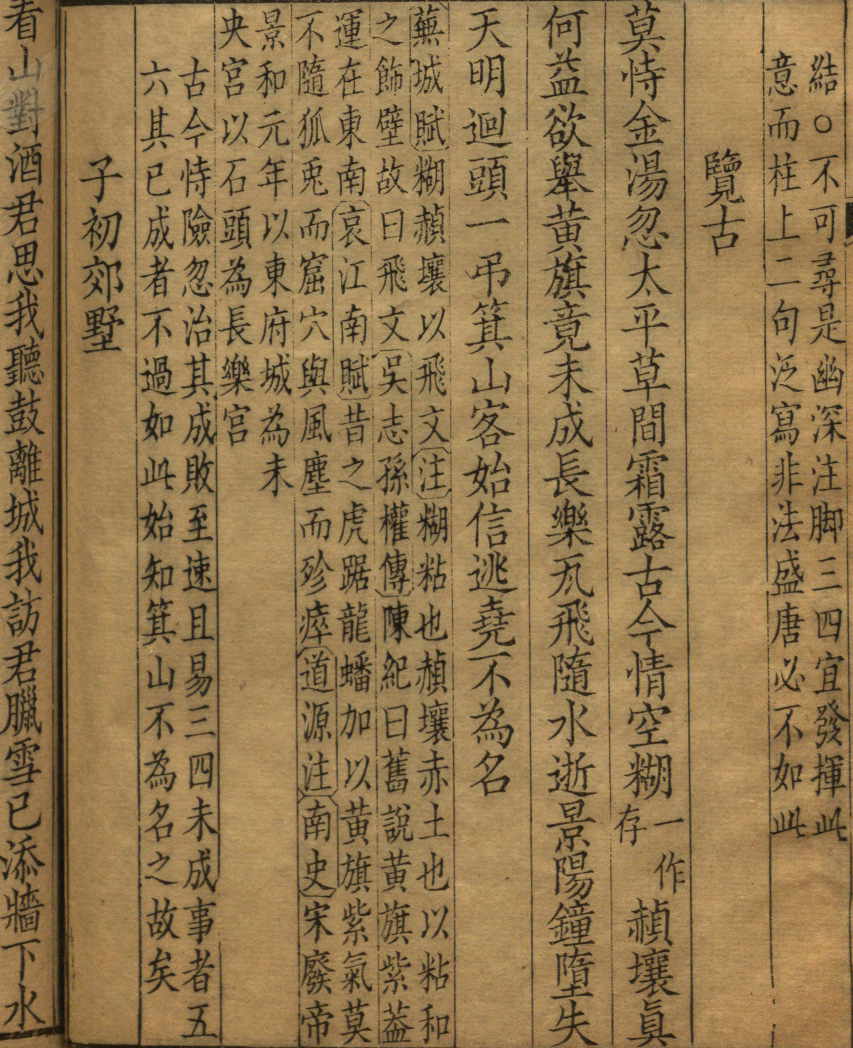 結○不可尋是幽深注脚三四宜發揮此
意而柱上二句泛寫非法盛唐必不如此
覽古
莫恃金湯忽太平草間霜露古今情空糊一作存赬壤眞
何益欲舉黄旗竟未成長樂瓦飛隨水逝景陽鐘墮失
天明迴頭一弔箕山客始信逃堯不為名
蕪城賦糊赬壤以飛文注糊粘也赬壤赤土也以粘和
之飾壁故曰飛文吳志孫權傳陳紀曰舊說黄旗紫蓋
運在東南哀江南賦昔之虎踞龍蟠加以黄旗紫氣莫
不隨狐兎而窟穴與風塵而殄瘁道源注南史宋廢帝
景和元年以東府城為未
央宮以石頭為長樂宮
古今恃險忽治其成敗至速且易三四未成事者五
六其已成者不過如此始知箕山不為名之故矣
子初郊墅
看山對酒君思我聽鼓離城我訪君臘雪已添牆下水